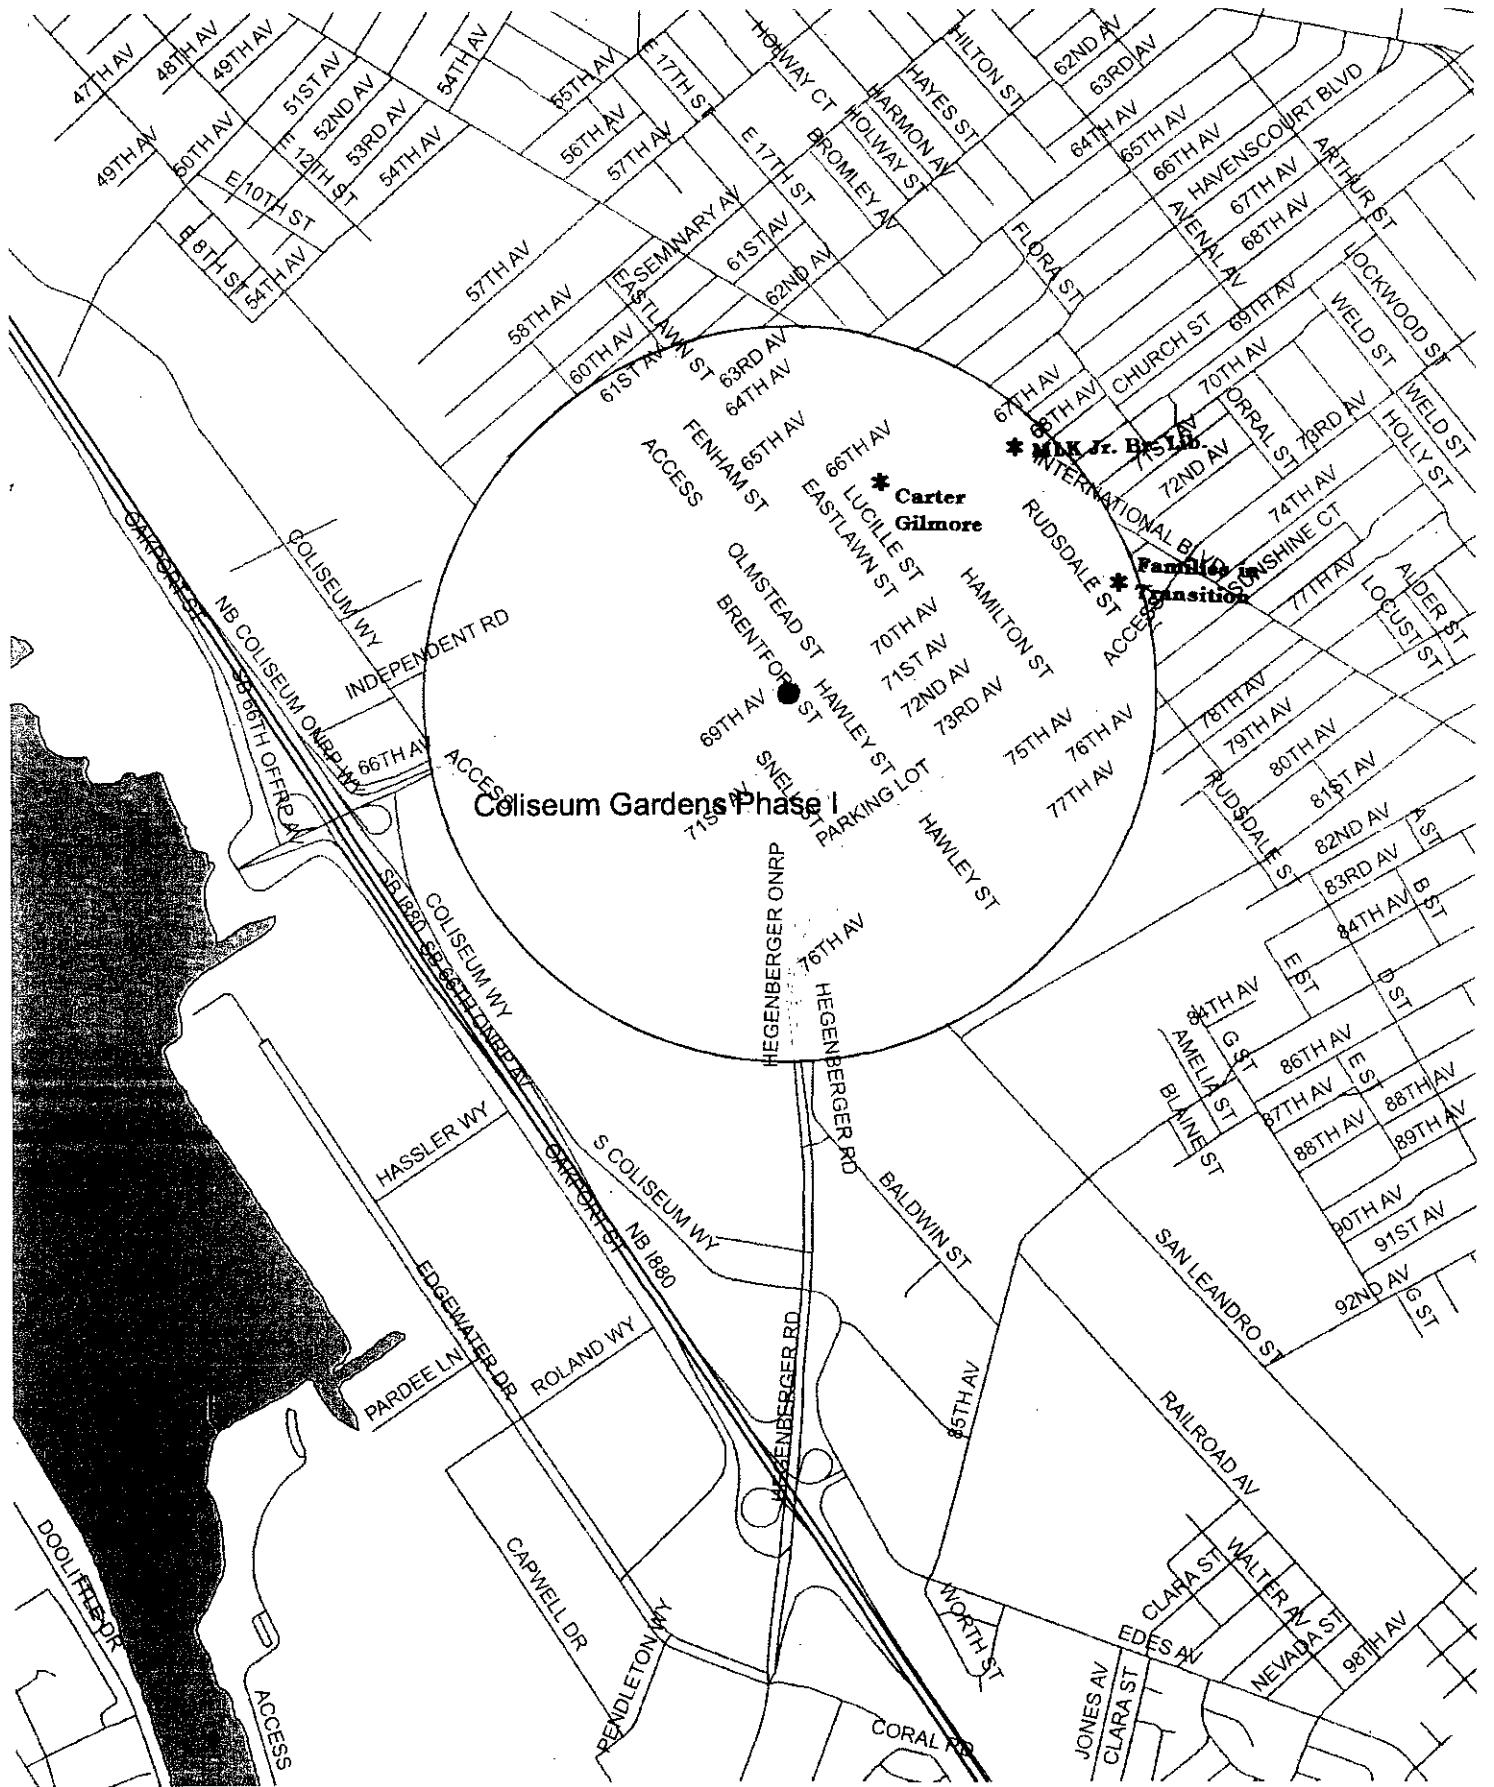 47TH AV
48TH AV
49TH AV
51ST AV
52ND AV
53RD AV
54TH AV
54TH AV
49TH AV
50TH AV
E 12TH ST
E 10TH ST
E 8TH ST
54TH AV
55TH AV
56TH AV
57TH AV
E 17TH ST
E 17TH ST
HOLWAY CT
HARMON AV
HOLWAY ST
BROMLEY AV
HAYES ST
HILTON ST
62ND AV
63RD AV
64TH AV
65TH AV
66TH AV
HAVENSCOURT BLVD
67TH AV
68TH AV
ARTHUR ST
AVENAL AV
FLORA ST
57TH AV
58TH AV
SEMINARY AV
EASTLAWN ST
61ST AV
62ND AV
60TH AV
61ST AV
63RD AV
64TH AV
65TH AV
66TH AV
FENHAM ST
ACCESS
LUCILLE ST
EASTLAWN ST
67TH AV
68TH AV
CHURCH ST
69TH AV
70TH AV
71ST AV
72ND AV
73RD AV
74TH AV
ORRAL ST
WELD ST
LOCKWOOD ST
WELD ST
HOLLY ST
* MLK Jr. Br. Lib.
* Carter
Gilmore
INTERNATIONAL BLVD
RUDSDALE ST
SUNSHINE CT
* Families in
Transition
ACCESS
77TH AV
LOCUST ST
ALDER ST
OAKPORT ST
COLISEUM WY
NB COLISEUM ONRP WY
SB 66TH OFFRP AV
INDEPENDENT RD
66TH AV
ACCESS
OLMSTEAD ST
BRENTFORD ST
HAMILTON ST
70TH AV
71ST AV
72ND AV
73RD AV
HAWLEY ST
69TH AV
SNELL ST
71ST AV
75TH AV
76TH AV
77TH AV
PARKING LOT
HAWLEY ST
Coliseum Gardens Phase I
78TH AV
79TH AV
80TH AV
81ST AV
RUDSDALE ST
82ND AV
83RD AV
84TH AV
A ST
B ST
D ST
E ST
84TH AV
G ST
AMELIA ST
BLAINE ST
86TH AV
87TH AV
E ST
88TH AV
88TH AV
89TH AV
90TH AV
91ST AV
92ND AV
G ST
HEGENBERGER ONRP
76TH AV
HEGENBERGER RD
SB I880
SB 66TH ONRP AV
COLISEUM WY
HASSLER WY
OAKPORT ST
S COLISEUM WY
NB I880
BALDWIN ST
SAN LEANDRO ST
EDGEWATER DR
PARDEE LN
ROLAND WY
HEGENBERGER RD
HEGENBERGER RD
85TH AV
RAILROAD AV
DOOLITTLE DR
ACCESS
CAPWELL DR
PENDLETON WY
WORTH ST
EDES AV
CLARA ST
WALTER AV
NEVADA ST
98TH AV
JONES AV
CLARA ST
CORAL RD